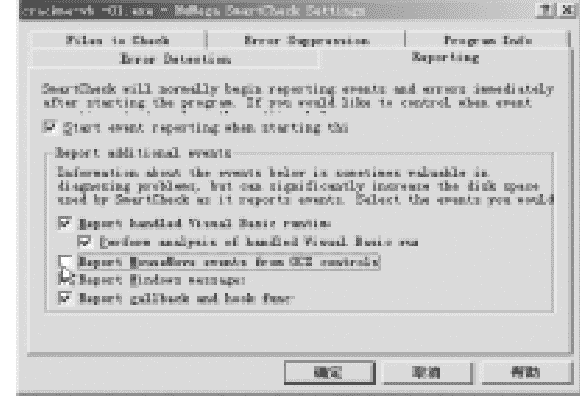 crackme-vb -01.exe - NuMega SmartCheck Settings
Files to Check
Error Suppression
Program Info
Error Detection
Reporting
SmartCheck will normally begin reporting events and errors immediately
after starting the program. If you would like to control when event
Start event reporting when starting thi
Report additional events
Information about the events below is sometimes valuable in
diagnosing problems, but can significantly increase the disk space
used by SmartCheck as it reports events. Select the events you would
Report handled Visual Basic runtime
Perform analysis of handled Visual Basic run
Report MouseMove events from OCX controls
Report Windows messages
Report callback and hook func
确定
取消
帮助